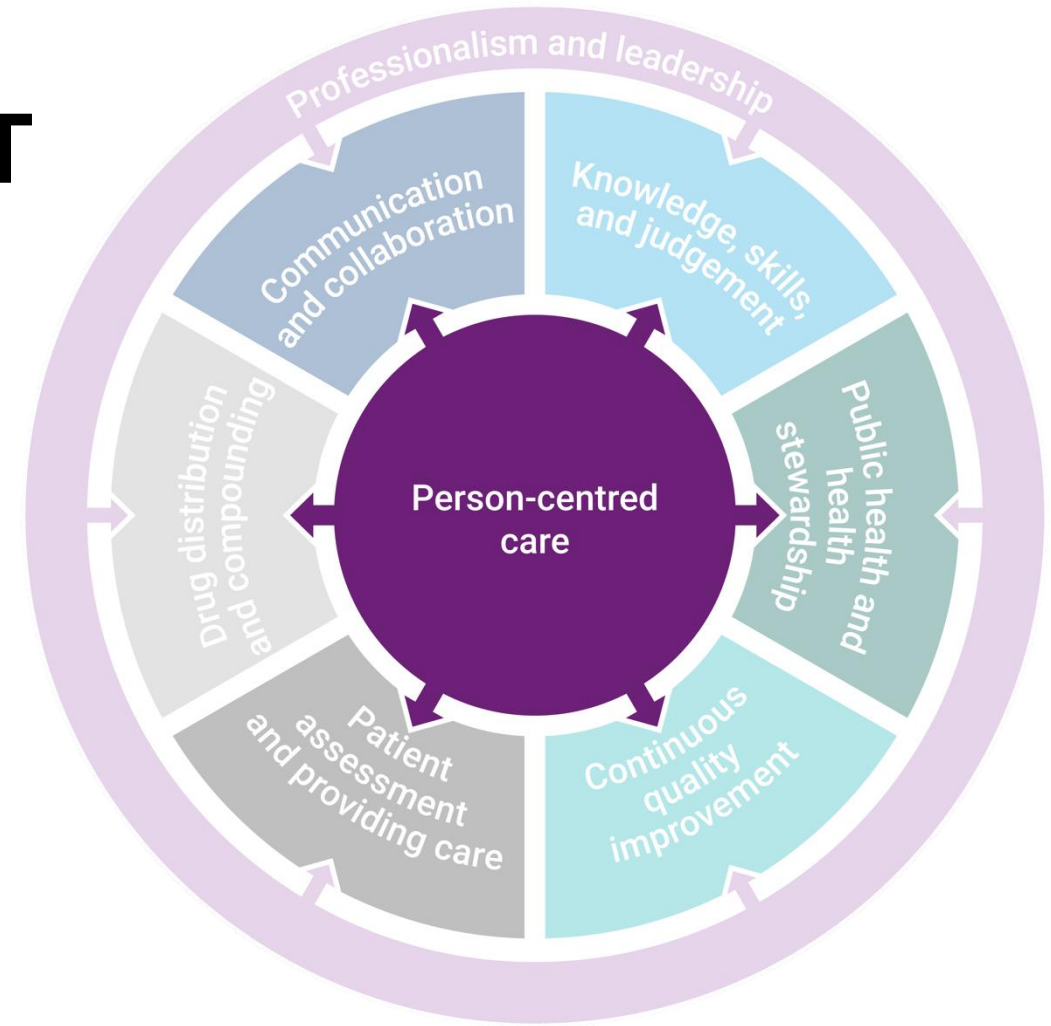 T
Professionalism and leadership
Communication
and collaboration
Knowledge, skills,
and judgement
Public health and
health
stewardship
Continuous
quality
improvement
Patient
assessment
and providing care
Drug distribution
and compounding
Person-centred
care